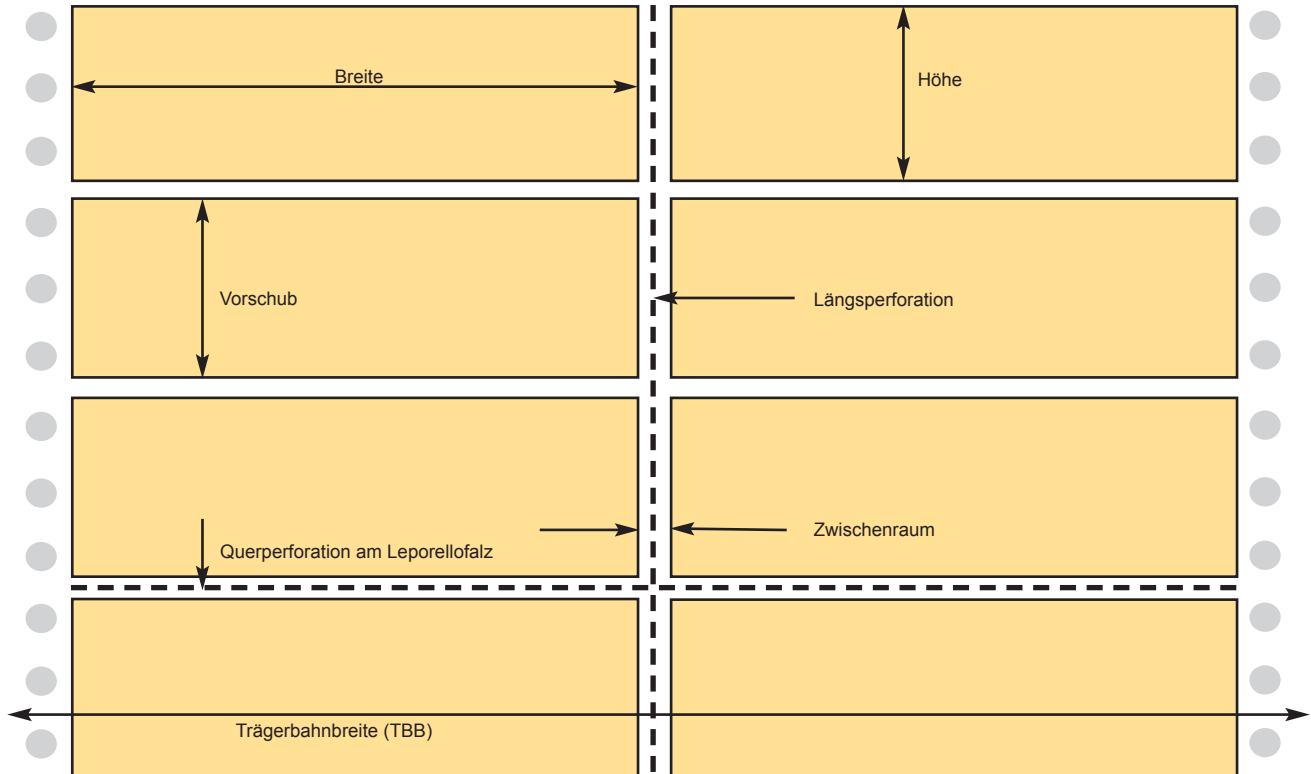 Breite
Höhe
Vorschub
Längsperforation
Zwischenraum
Querperforation am Leporellofalz
Trägerbahnbreite (TBB)